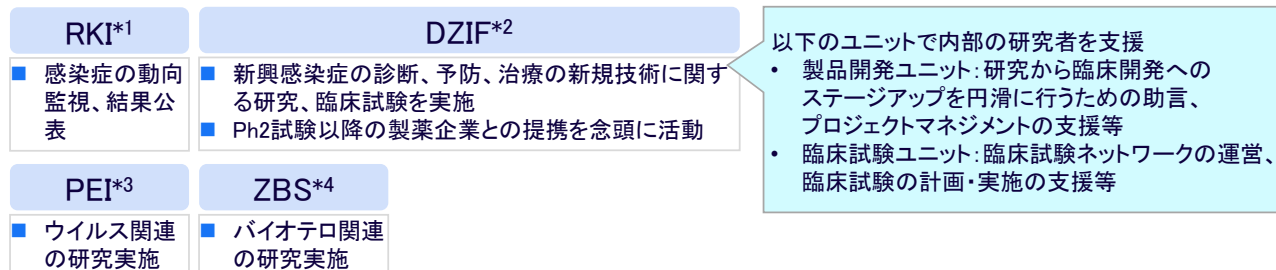 RKI*1
■ 感染症の動向
監視、結果公
表
DZIF*2
■ 新興感染症の診断、予防、治療の新規技術に関す
る研究、臨床試験を実施
■ Ph2試験以降の製薬企業との提携を念頭に活動
以下のユニットで内部の研究者を支援
• 製品開発ユニット：研究から臨床開発への
ステージアップを円滑に行うための助言、
プロジェクトマネジメントの支援等
• 臨床試験ユニット：臨床試験ネットワークの運営、
臨床試験の計画・実施の支援等
PEI*3
■ ウイルス関連
の研究実施
ZBS*4
■ バイオテロ関連
の研究実施